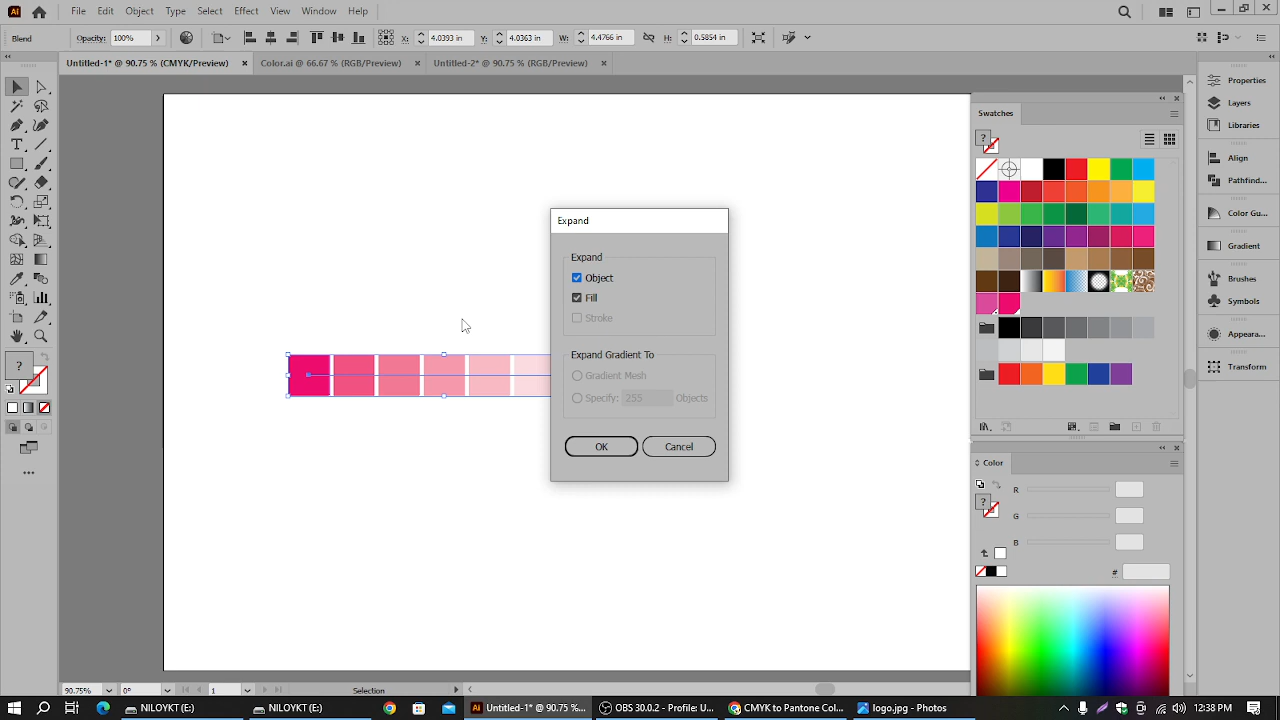 Ai File Edit Object Type Select Effect View Window Help
Blend Opacity: 100% X: 4.0393 in Y: 4.0363 in W: 4.4766 in H: 0.5854 in
Untitled-1* @ 90.75 % (CMYK/Preview) × Color.ai @ 66.67 % (RGB/Preview) × Untitled-2* @ 90.75 % (RGB/Preview) ×
Swatches
Properties
Layers
Libraries
Align
Pathfind...
Color Gu...
Gradient
Brushes
Symbols
Appeara...
Transform
Expand
Expand
Object
Fill
Stroke
Expand Gradient To
Gradient Mesh
Specify: 255 Objects
OK Cancel
Color
R
G
B
#
90.75% 0° 1 Selection
NILOYKT (E:) NILOYKT (E:) Ai Untitled-1* @ 90.75 %... OBS 30.0.2 - Profile: U... CMYK to Pantone Col... logo.jpg - Photos 12:38 PM